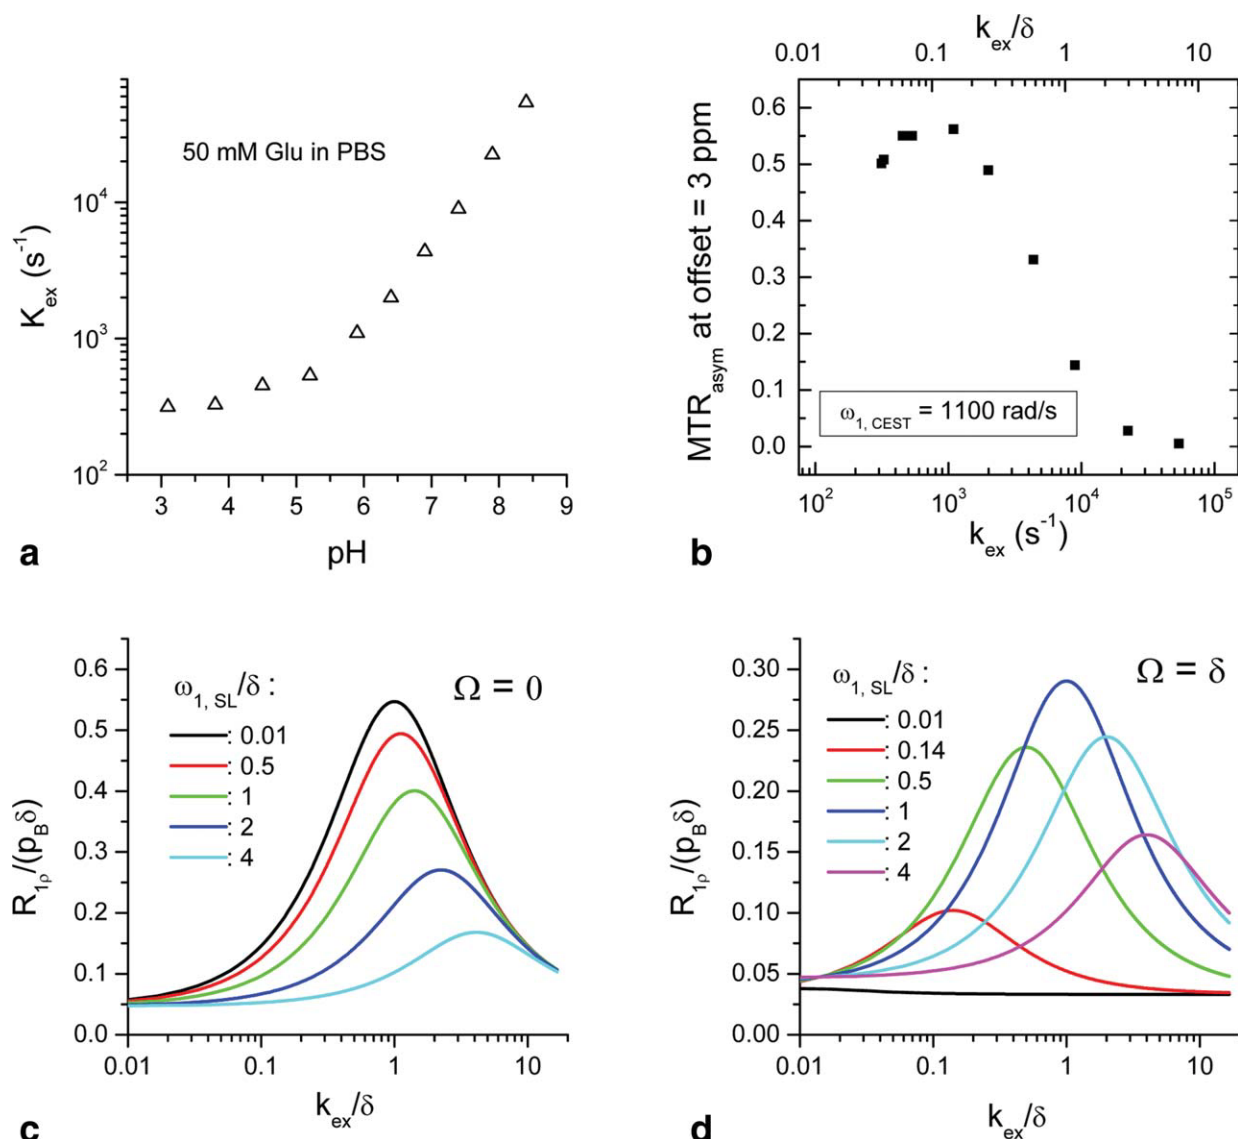 50 mM Glu in PBS
K_ex (s^-1)
10^4
10^3
10^2
3 4 5 6 7 8 9
pH
a
k_ex/δ
0.01 0.1 1 10
MTR_asym at offset = 3 ppm
0.6
0.5
0.4
0.3
0.2
0.1
0.0
ω_1, CEST = 1100 rad/s
10^2 10^3 10^4 10^5
k_ex (s^-1)
b
R_1ρ/(p_Bδ)
0.6
0.5
0.4
0.3
0.2
0.1
0.0
ω_1, SL/δ :
Ω = 0
: 0.01
: 0.5
: 1
: 2
: 4
0.01 0.1 1 10
k_ex/δ
c
R_1ρ/(p_Bδ)
0.30
0.25
0.20
0.15
0.10
0.05
0.00
ω_1, SL/δ :
Ω = δ
: 0.01
: 0.14
: 0.5
: 1
: 2
: 4
0.01 0.1 1 10
k_ex/δ
d